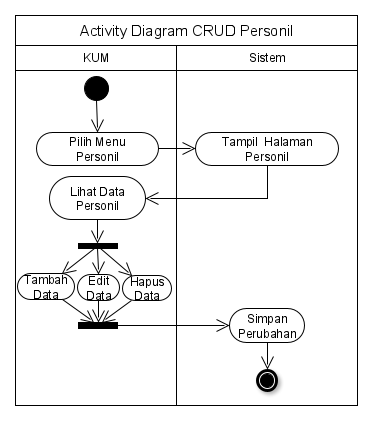 Activity Diagram CRUD Personil
KUM
Sistem
Pilih Menu
Personil
Tampil Halaman
Personil
Lihat Data
Personil
Tambah
Data
Edit
Data
Hapus
Data
Simpan
Perubahan